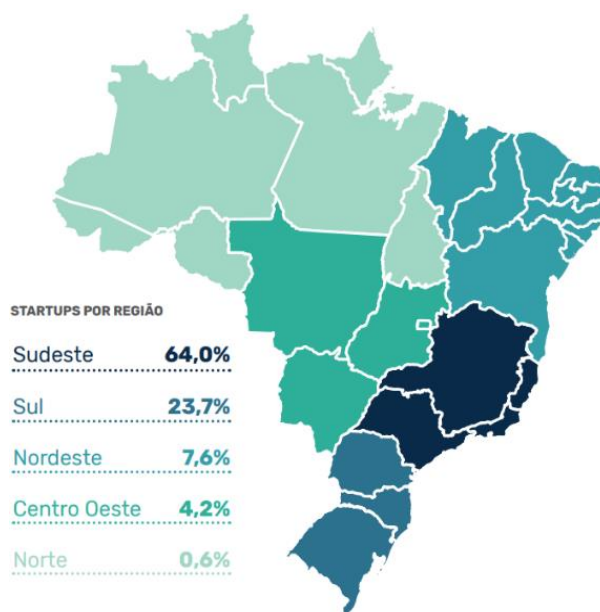 STARTUPS POR REGIÃO
Sudeste 64,0%
Sul 23,7%
Nordeste 7,6%
Centro Oeste 4,2%
Norte 0,6%